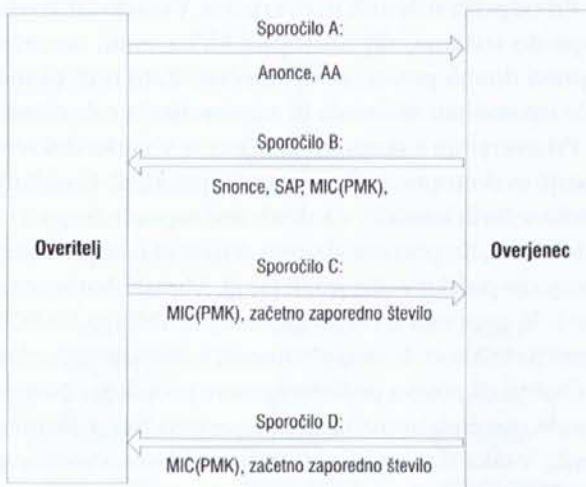 Sporočilo A:
Anonce, AA
Sporočilo B:
Snonce, SAP, MIC(PMK),
Overitelj
Overjenec
Sporočilo C:
MIC(PMK), začetno zaporedno število
Sporočilo D:
MIC(PMK), začetno zaporedno število